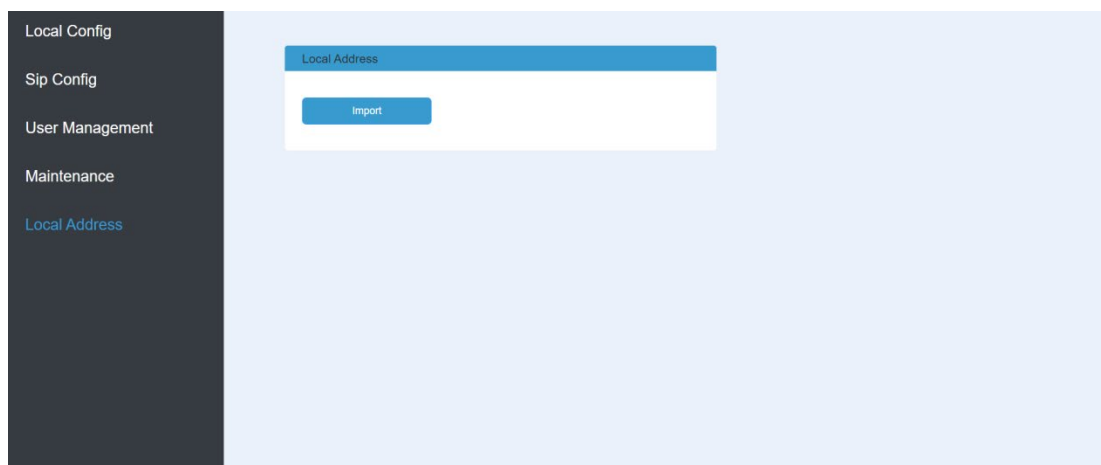 Local Config
Sip Config
User Management
Maintenance
Local Address
Local Address
Import